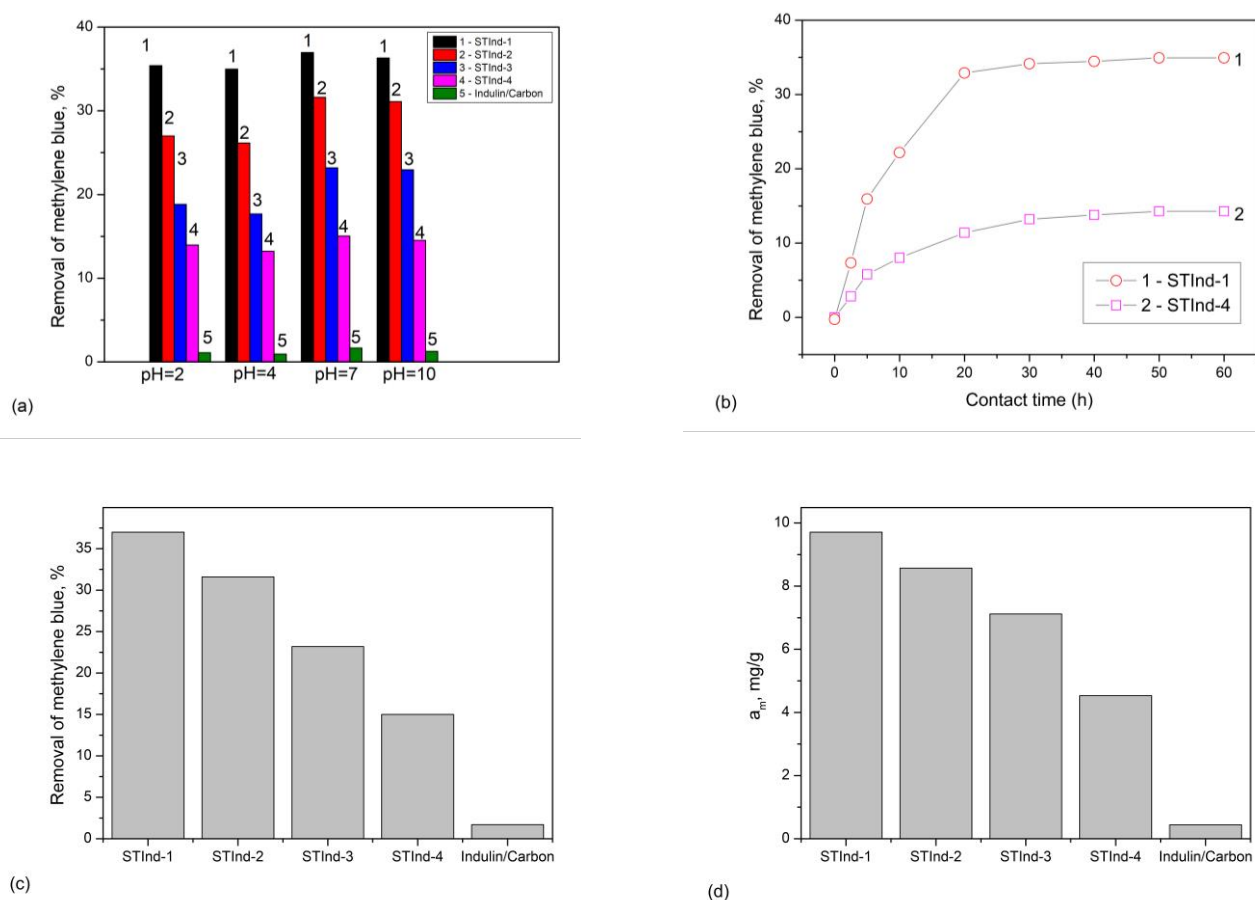 Removal of methylene blue, %
40
30
20
10
0
1 - STInd-1
2 - STInd-2
3 - STInd-3
4 - STInd-4
5 - Indulin/Carbon
1 2 3 4 5
1 2 3 4 5
1 2 3 4 5
1 2 3 4 5
pH=2 pH=4 pH=7 pH=10
(a)
Removal of methylene blue, %
40
30
20
10
0
1
2
1 - STInd-1
2 - STInd-4
0 10 20 30 40 50 60
Contact time (h)
(b)
Removal of methylene blue, %
35
30
25
20
15
10
5
0
STInd-1 STInd-2 STInd-3 STInd-4 Indulin/Carbon
(c)
a_m, mg/g
10
8
6
4
2
0
STInd-1 STInd-2 STInd-3 STInd-4 Indulin/Carbon
(d)